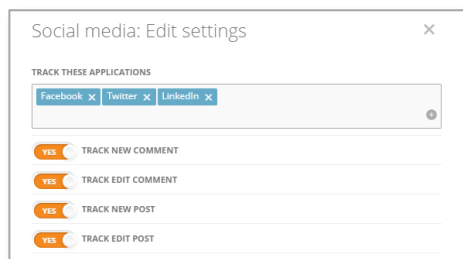 Social media: Edit settings
TRACK THESE APPLICATIONS
Facebook x Twitter x LinkedIn x
YES TRACK NEW COMMENT
YES TRACK EDIT COMMENT
YES TRACK NEW POST
YES TRACK EDIT POST